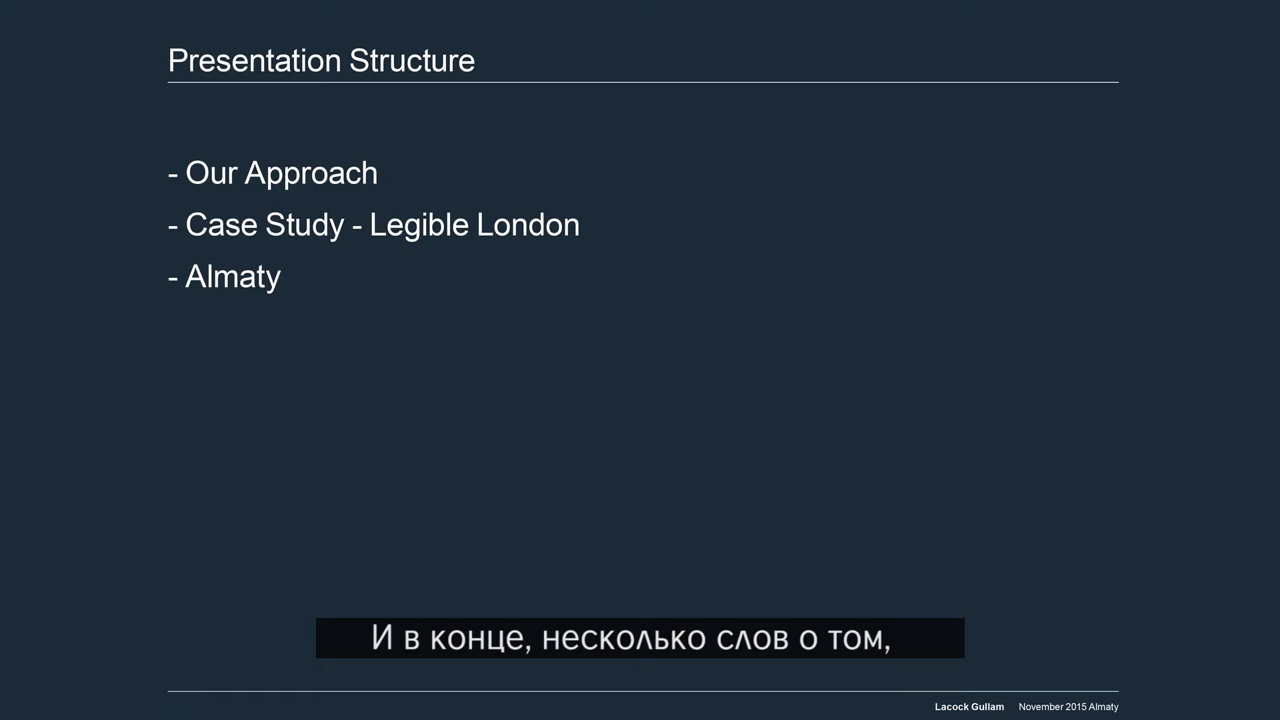 Presentation Structure
- Our Approach
- Case Study - Legible London
- Almaty
И в конце, несколько слов о том,
Lacock Gullam November 2015 Almaty